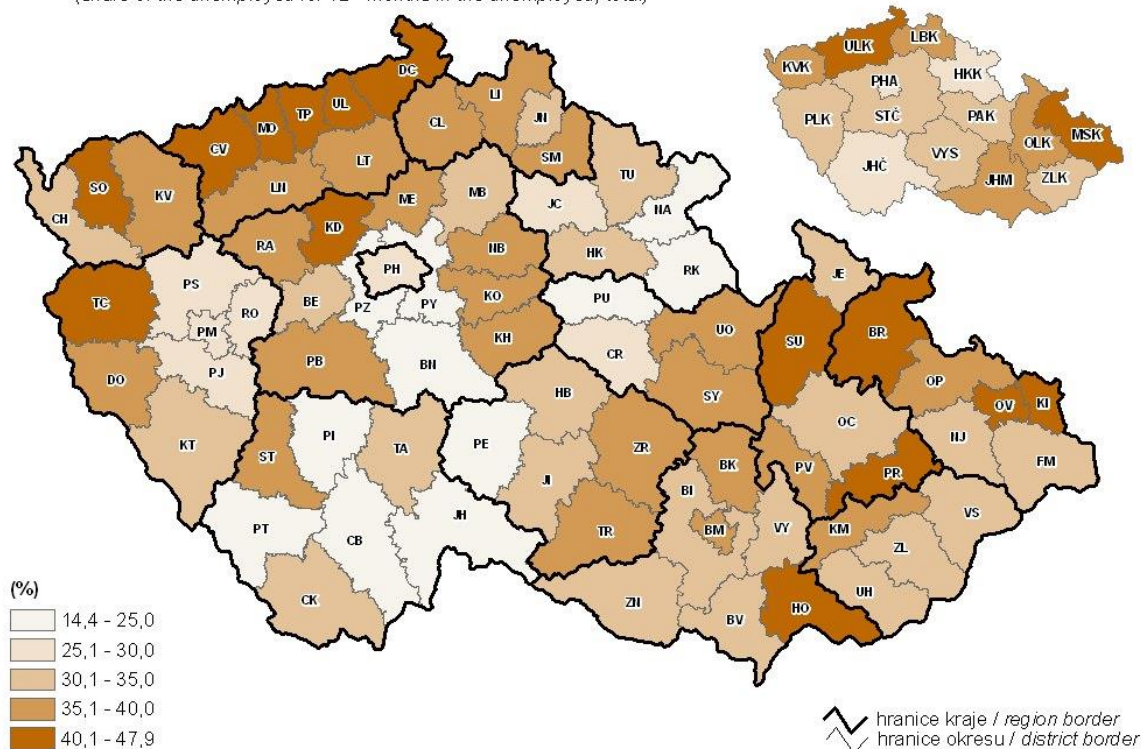 (share of the unemployed for 12+ months in the unemployed, total)
DC
ULK
LBK
KVK
HKK
PHA
STČ
PLK
PAK
MSK
OLK
VYS
JHČ
JHM
ZLK
LI
UL
TP
MO
JN
CL
CV
LT
SM
TU
SO
KV
LN
ME
MB
JC
NA
CH
KD
RA
NB
HK
PH
RK
JE
TC
PS
BE
KO
RO
PZ
PY
PU
PM
UO
BR
SU
KH
CR
PB
BN
DO
PJ
OP
SY
HB
OV
KI
OC
NJ
KT
ST
PI
TA
PE
ZR
FM
BK
PV
PR
JI
BI
VS
PT
JH
CB
TR
BM
VY
KM
ZL
UH
CK
ZN
HO
BV
(%)
14,4 - 25,0
25,1 - 30,0
30,1 - 35,0
35,1 - 40,0
40,1 - 47,9
hranice kraje / region border
hranice okresu / district border